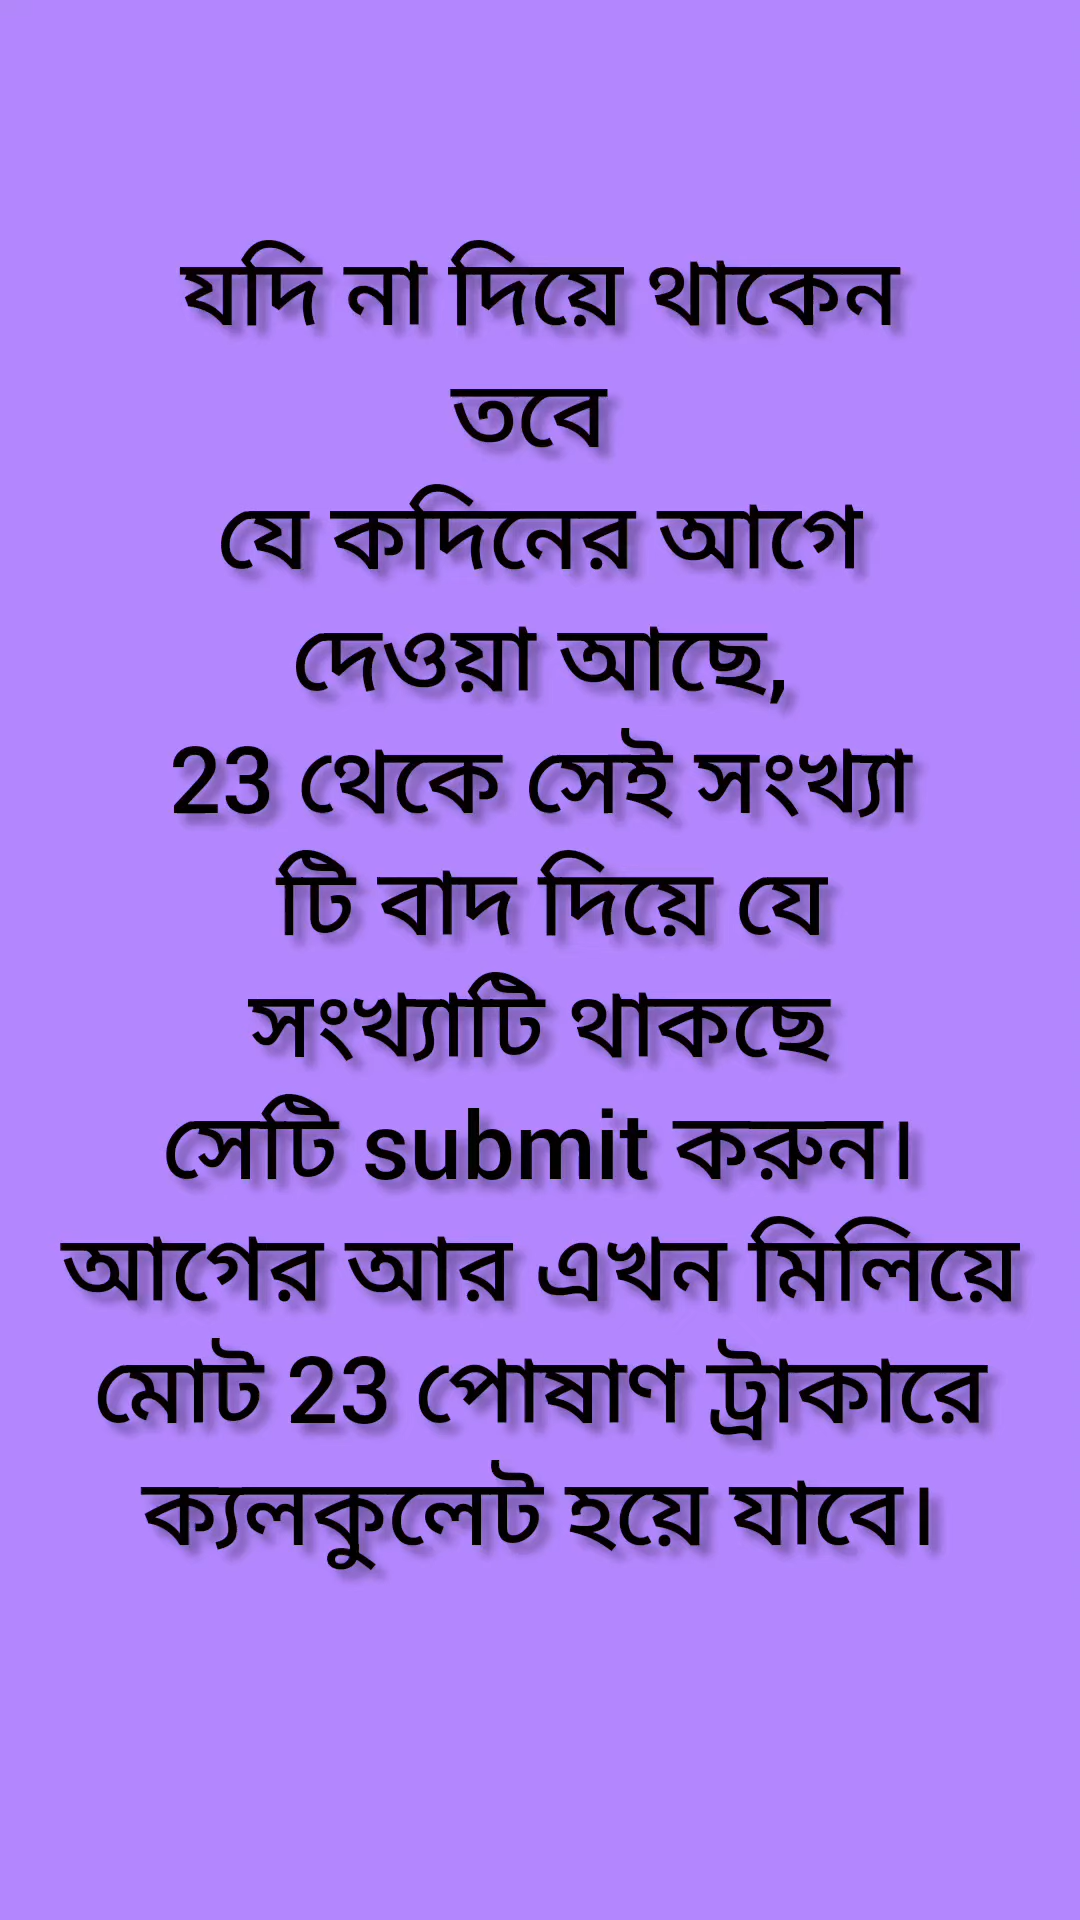 যদি না দিয়ে থাকেন
তবে
যে কদিনের আগে
দেওয়া আছে,
23 থেকে সেই সংখ্যা
টি বাদ দিয়ে যে
সংখ্যাটি থাকছে
সেটি submit করুন।
আগের আর এখন মিলিয়ে
মোট 23 পোষাণ ট্রাকারে
ক্যলকুলেট হয়ে যাবে।